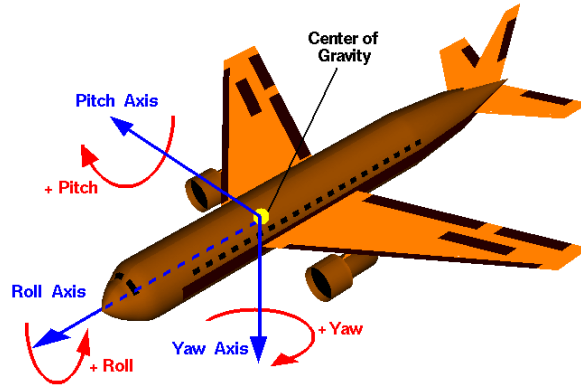 Center of
Gravity
Pitch Axis
+ Pitch
Roll Axis
+ Roll
Yaw Axis
+ Yaw